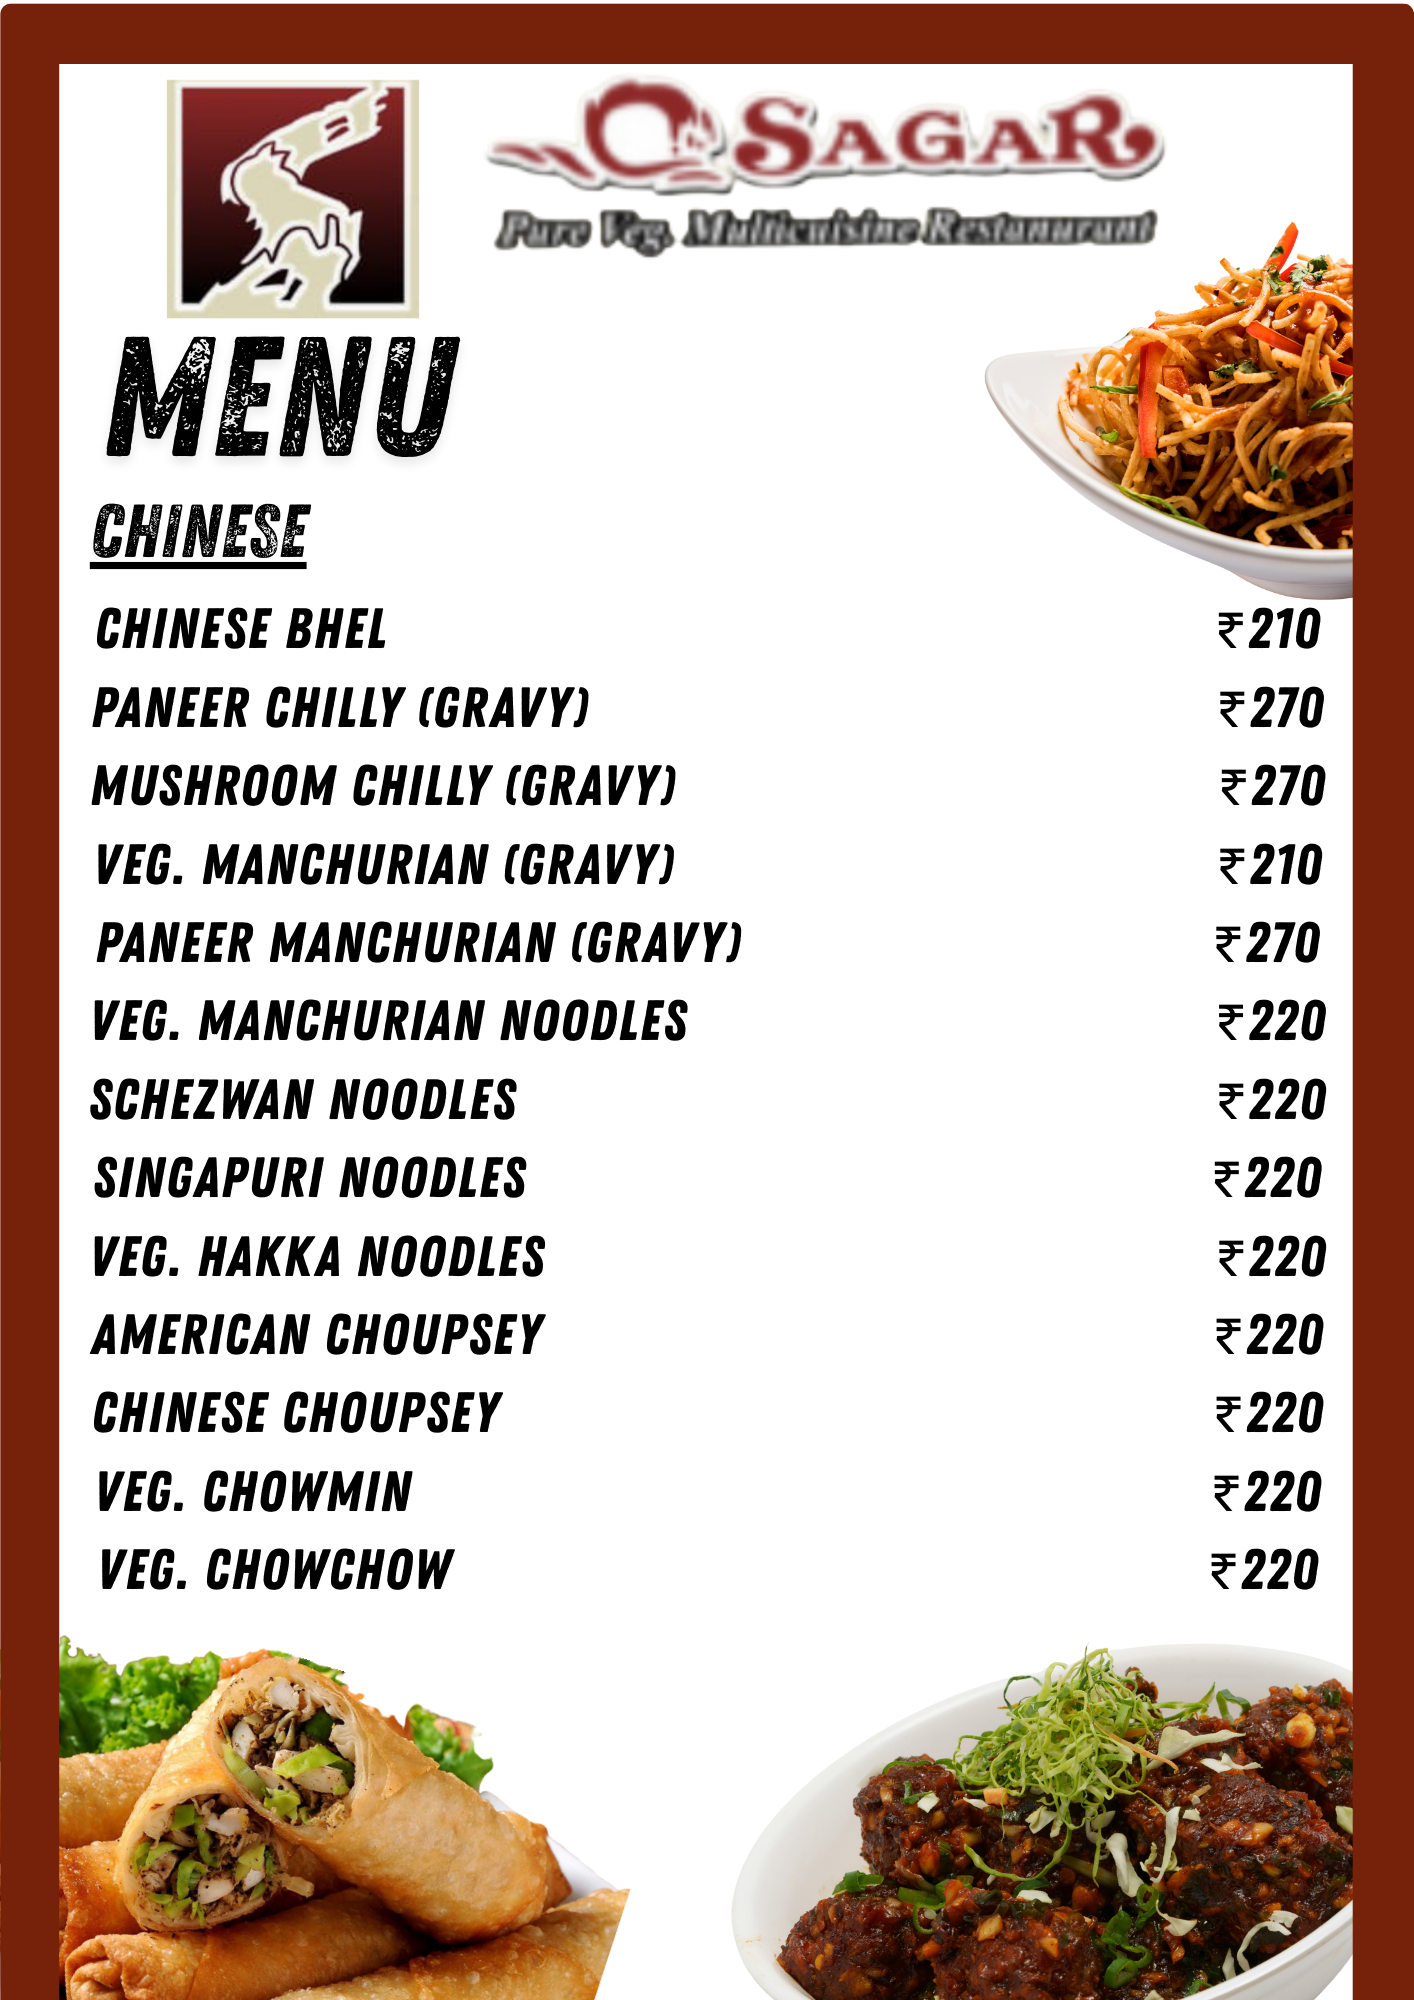 SAGAR
Pure Veg. Multicuisine Restaunurant
MENU
CHINESE
CHINESE BHEL ₹210
PANEER CHILLY (GRAVY) ₹270
MUSHROOM CHILLY (GRAVY) ₹270
VEG. MANCHURIAN (GRAVY) ₹210
PANEER MANCHURIAN (GRAVY) ₹270
VEG. MANCHURIAN NOODLES ₹220
SCHEZWAN NOODLES ₹220
SINGAPURI NOODLES ₹220
VEG. HAKKA NOODLES ₹220
AMERICAN CHOUPSEY ₹220
CHINESE CHOUPSEY ₹220
VEG. CHOWMIN ₹220
VEG. CHOWCHOW ₹220